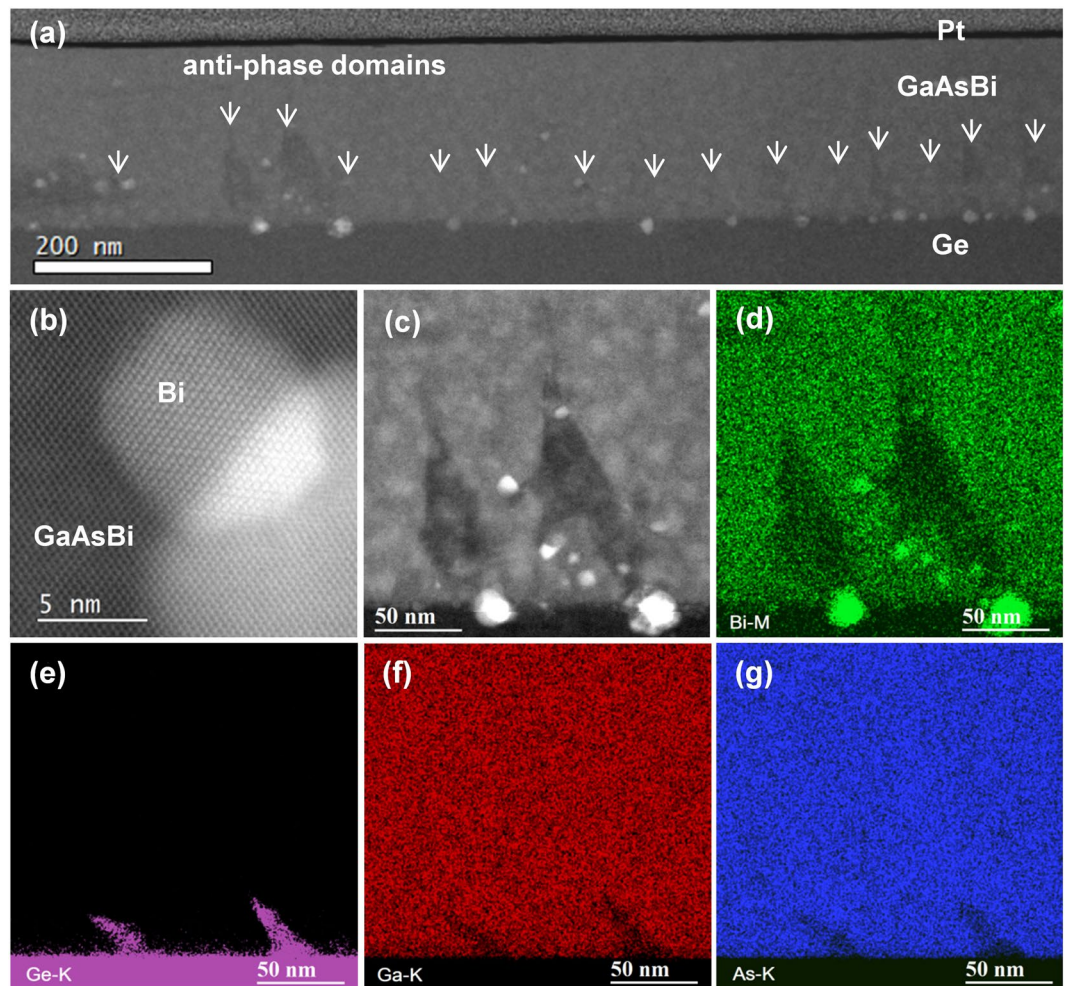 (a)
Pt
anti-phase domains
GaAsBi
200 nm
Ge
(b)
Bi
GaAsBi
5 nm
(c)
50 nm
(d)
Bi-M
50 nm
(e)
Ge-K
50 nm
(f)
Ga-K
50 nm
(g)
As-K
50 nm